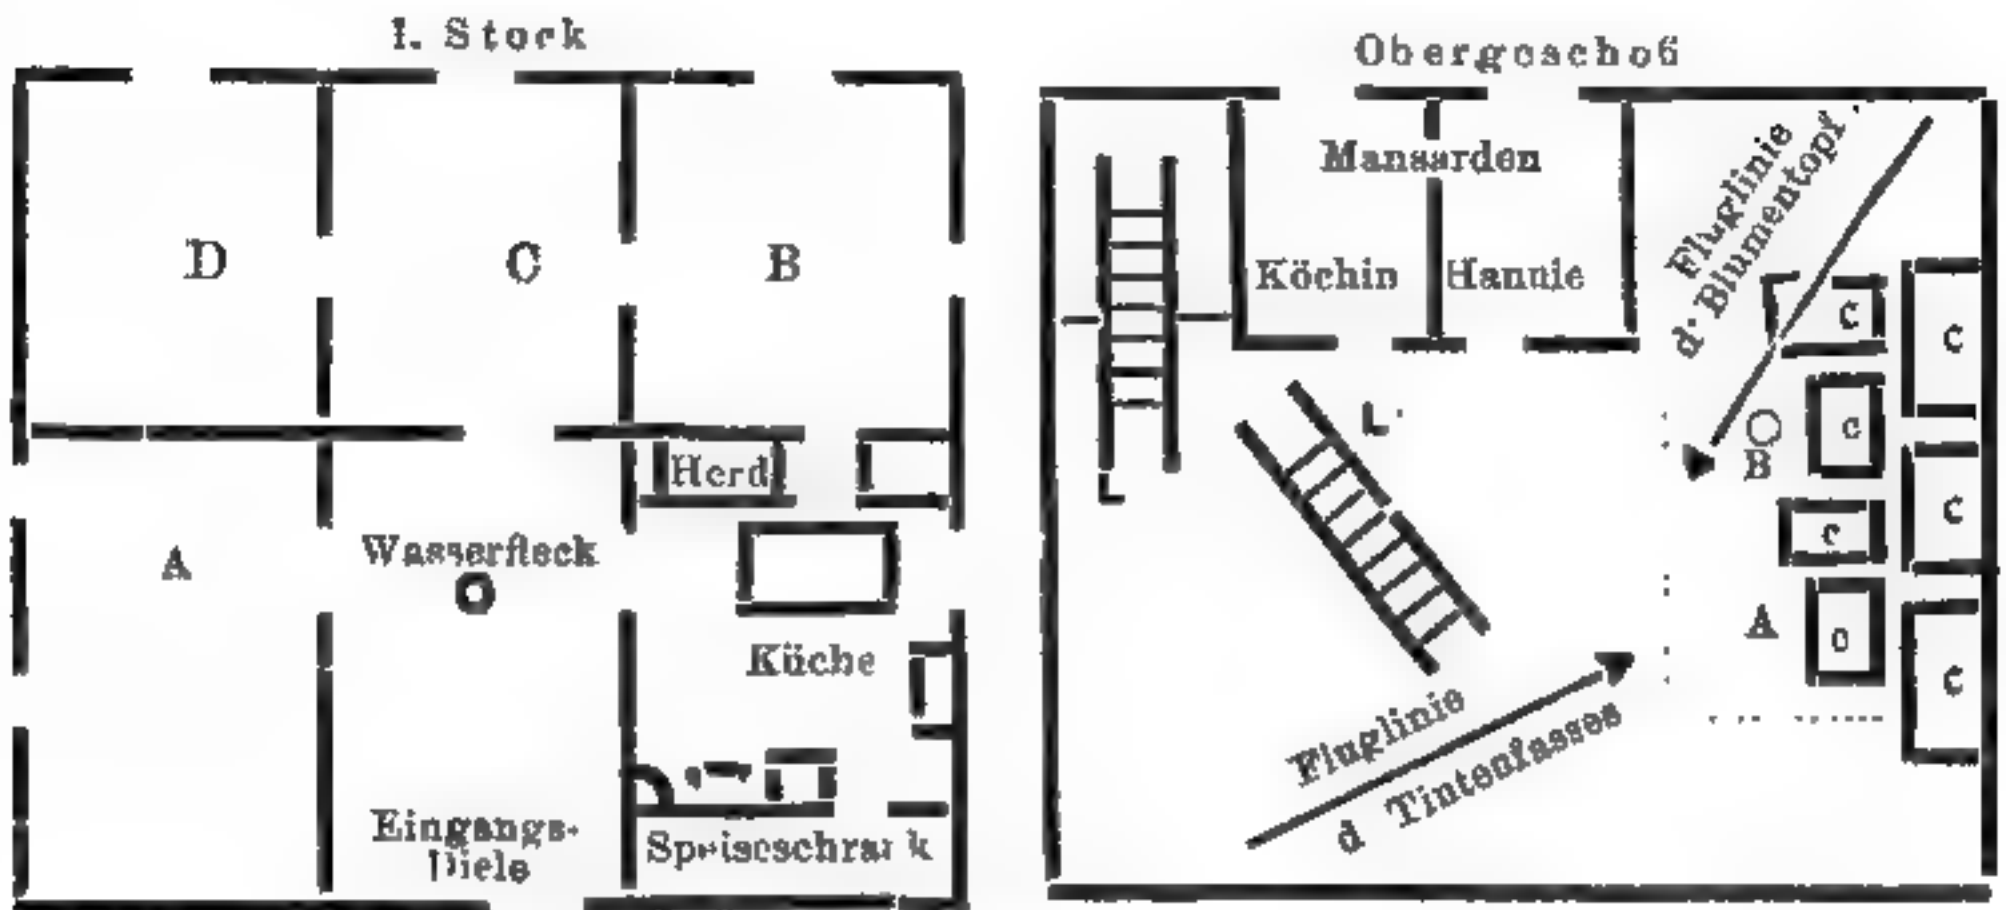 I. Stock
D
C
B
Herd
A
Wasserfleck
Küche
Eingangs-
Diele
Speiseschrank
Obergeschoß
Mansarden
Köchin
Hannie
Fluglinie
d. Blumentopf
L
L
C
C
C
B
C
C
A
C
C
Fluglinie
d Tintenfasses